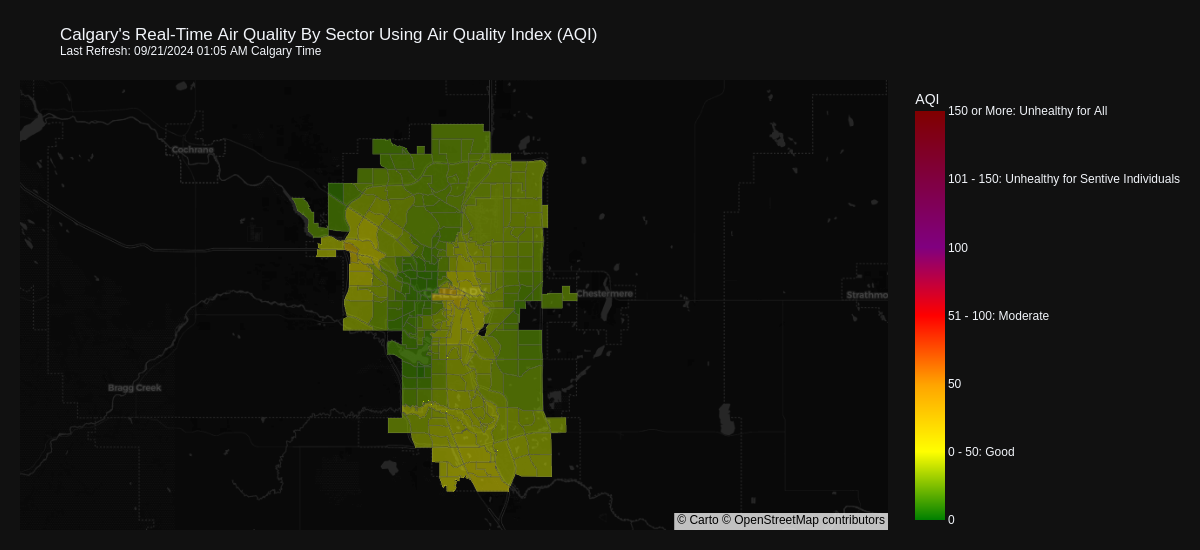 Calgary's Real-Time Air Quality By Sector Using Air Quality Index (AQI)
Last Refresh: 09/21/2024 01:05 AM Calgary Time
AQI
150 or More: Unhealthy for All
Cochrane
101 - 150: Unhealthy for Sentive Individuals
100
Chestermere
Strathmo
51 - 100: Moderate
50
Bragg Creek
0 - 50: Good
0
© Carto © OpenStreetMap contributors